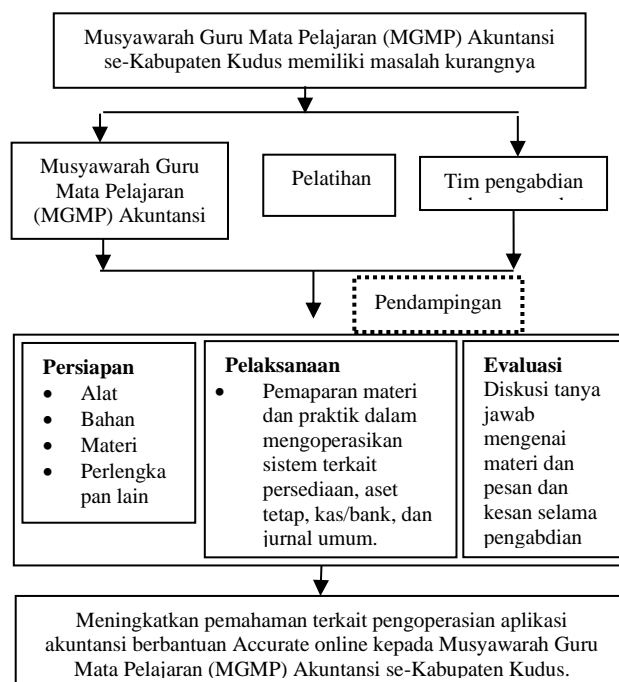 Musyawarah Guru Mata Pelajaran (MGMP) Akuntansi
se-Kabupaten Kudus memiliki masalah kurangnya
Musyawarah Guru
Mata Pelajaran
(MGMP) Akuntansi
Pelatihan
Tim pengabdian
Pendampingan
Persiapan
• Alat
• Bahan
• Materi
• Perlengka
pan lain
Pelaksanaan
• Pemaparan materi
dan praktik dalam
mengoperasikan
sistem terkait
persediaan, aset
tetap, kas/bank, dan
jurnal umum.
Evaluasi
Diskusi tanya
jawab
mengenai
materi dan
pesan dan
kesan selama
pengabdian
Meningkatkan pemahaman terkait pengoperasian aplikasi
akuntansi berbantuan Accurate online kepada Musyawarah Guru
Mata Pelajaran (MGMP) Akuntansi se-Kabupaten Kudus.